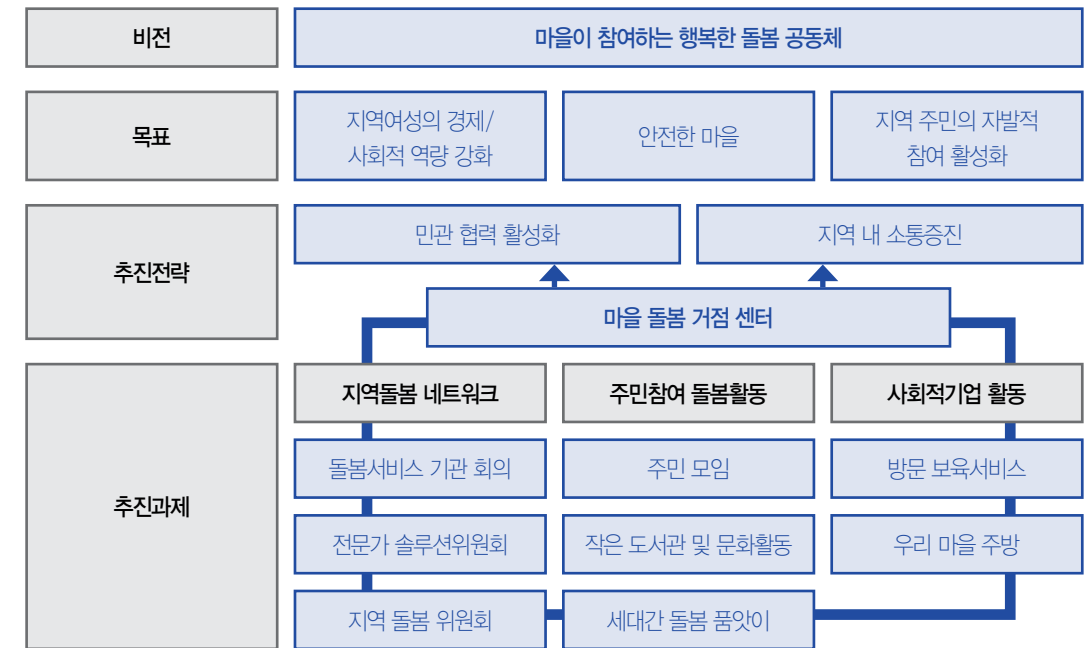 비전
마을이 참여하는 행복한 돌봄 공동체
목표
지역여성의 경제/
사회적 역량 강화
안전한 마을
지역 주민의 자발적
참여 활성화
추진전략
민관 협력 활성화
지역 내 소통증진
마을 돌봄 거점 센터
추진과제
지역돌봄 네트워크
주민참여 돌봄활동
사회적기업 활동
돌봄서비스 기관 회의
주민 모임
방문 보육서비스
전문가 솔루션위원회
작은 도서관 및 문화활동
우리 마을 주방
지역 돌봄 위원회
세대간 돌봄 품앗이